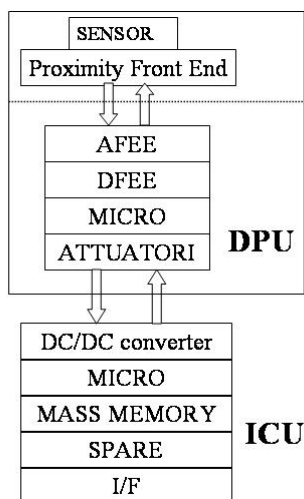 SENSOR
Proximity Front End
AFEE
DFEE
MICRO
ATTUATORI
DPU
DC/DC converter
MICRO
MASS MEMORY
SPARE
I/F
ICU